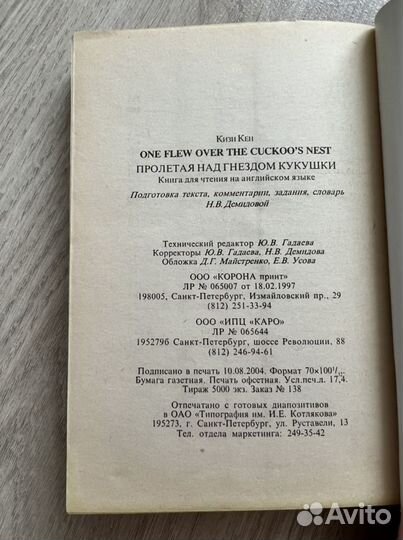 Кизи Кен
ONE FLEW OVER THE CUCKOO'S NEST
ПРОЛЕТАЯ НАД ГНЕЗДОМ КУКУШКИ
Книга для чтения на английском языке
Подготовка текста, комментарии, задания, словарь
Н.В. Демидовой
Технический редактор Ю.В. Гадаева
Корректоры Ю.В. Гадаева, Н.В. Демидова
Обложка Д.Г. Майстренко, Е.В. Усова
ООО «КОРОНА принт»
ЛР № 065007 от 18.02.1997
198005, Санкт-Петербург, Измайловский пр., 29
(812) 251-33-94
ООО «ИПЦ «КАРО»
ЛР № 065644
1952796 Санкт-Петербург, шоссе Революции, 88
(812) 246-94-61
Подписано в печать 10.08.2004. Формат 70×100¹/
Бумага газетная. Печать офсетная. Усл.печ.л. 17,4.
Тираж 5000 экз. Заказ № 138
Отпечатано с готовых диапозитивов
в ОАО «Типография им. И.Е. Котлякова»
195273, г. Санкт-Петербург, ул. Руставели, 13
Тел. отдела маркетинга: 249-35-42
Avito